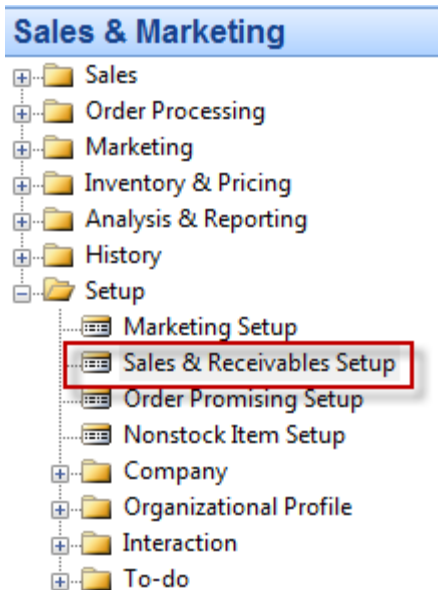 Sales & Marketing
Sales
Order Processing
Marketing
Inventory & Pricing
Analysis & Reporting
History
Setup
Marketing Setup
Sales & Receivables Setup
Order Promising Setup
Nonstock Item Setup
Company
Organizational Profile
Interaction
To-do